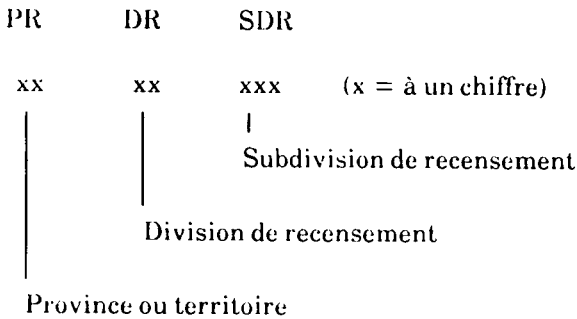 PR DR SDR
xx xx xxx (x = à un chiffre)
Subdivision de recensement
Division de recensement
Province ou territoire